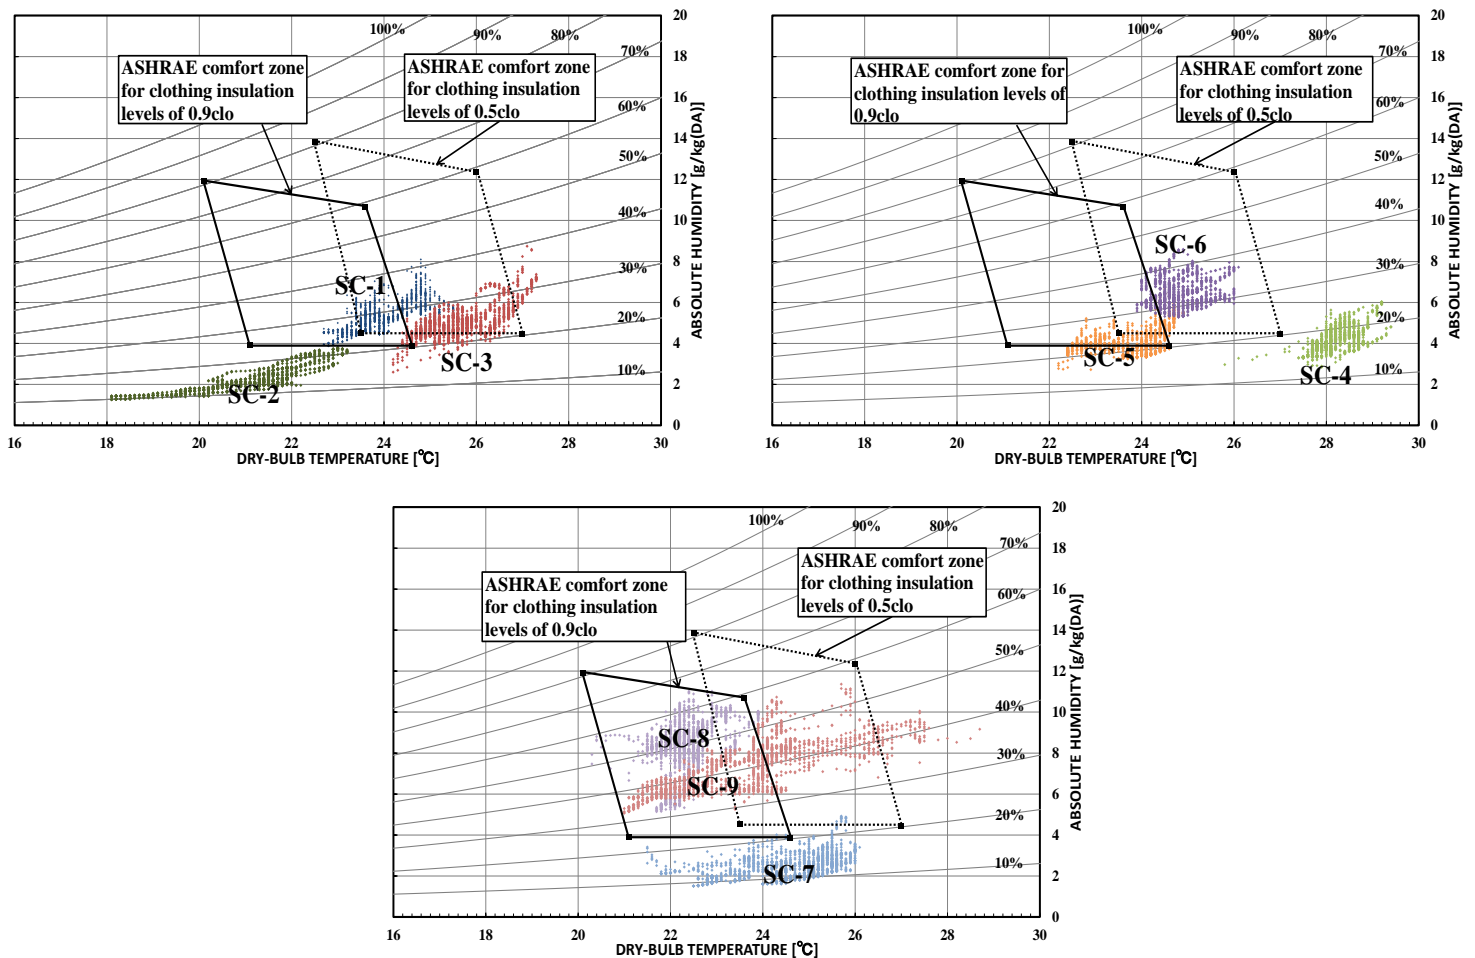 20
100%
90%
80%
70%
18
ASHRAE comfort zone
for clothing insulation
levels of 0.9clo
ASHRAE comfort zone
for clothing insulation
levels of 0.5clo
60%
16
14
50%
12
40%
10
30%
8
SC-1
6
20%
4
SC-3
10%
SC-2
2
0
16 18 20 22 24 26 28 30
DRY-BULB TEMPERATURE [℃]
ABSOLUTE HUMIDITY [g/kg(DA)]
20
100%
90%
80%
70%
18
ASHRAE comfort zone for
clothing insulation levels of
0.9clo
ASHRAE comfort zone
for clothing insulation
levels of 0.5clo
60%
16
14
50%
12
40%
10
SC-6
30%
8
6
20%
4
SC-5
SC-4
10%
2
0
16 18 20 22 24 26 28 30
DRY-BULB TEMPERATURE [℃]
ABSOLUTE HUMIDITY [g/kg(DA)]
20
100%
90%
80%
70%
18
ASHRAE comfort zone
for clothing insulation
levels of 0.9clo
ASHRAE comfort zone
for clothing insulation
levels of 0.5clo
60%
16
14
50%
12
40%
10
SC-8
30%
8
SC-9
6
20%
4
SC-7
10%
2
0
16 18 20 22 24 26 28 30
DRY-BULB TEMPERATURE [℃]
ABSOLUTE HUMIDITY [g/kg(DA)]